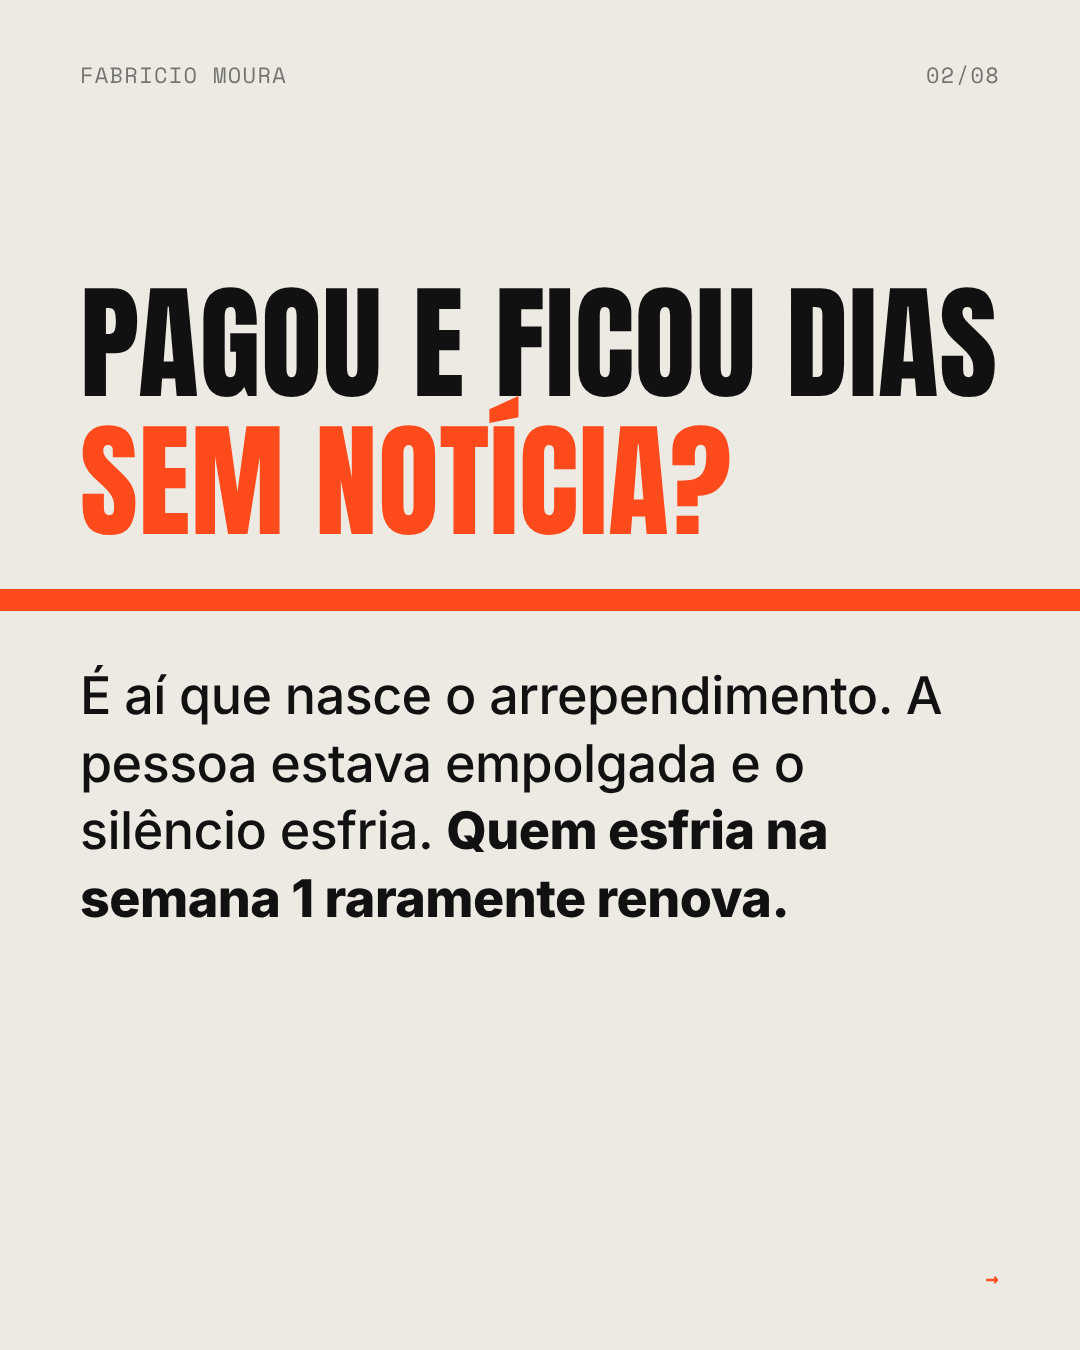 FABRICIO MOURA
02/08
PAGOU E FICOU DIAS
SEM NOTÍCIA?
É aí que nasce o arrependimento. A
pessoa estava empolgada e o
silêncio esfria. Quem esfria na
semana 1 raramente renova.
→